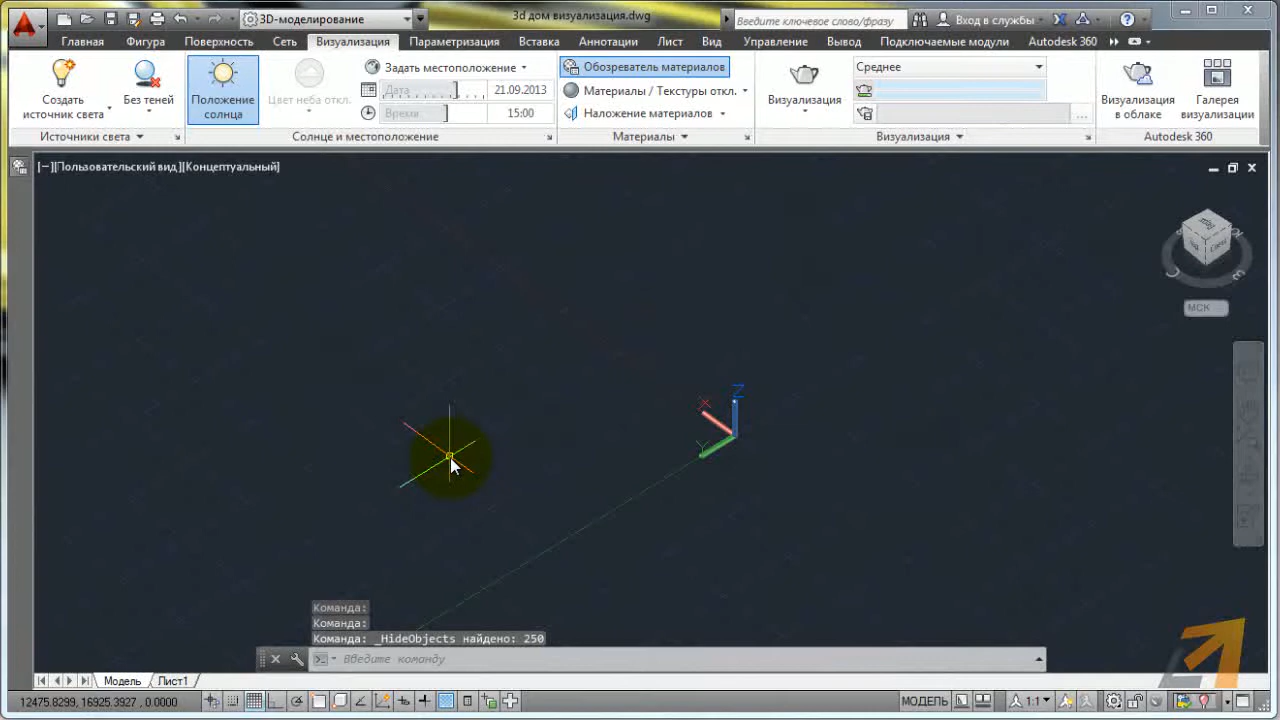 3D-моделирование
3d дом визуализация.dwg
Введите ключевое слово/фразу
Вход в службы
Главная Фигура Поверхность Сеть Визуализация Параметризация Вставка Аннотации Лист Вид Управление Вывод Подключаемые модули Autodesk 360
Создать источник света
Без теней
Положение солнца
Цвет неба откл.
Задать местоположение
Дата 21.09.2013
Время 15:00
Обозреватель материалов
Материалы / Текстуры откл.
Наложение материалов
Визуализация
Среднее
Визуализация в облаке
Галерея визуализации
Источники света
Солнце и местоположение
Материалы
Визуализация
Autodesk 360
[−][Пользовательский вид][Концептуальный]
МСК
Z
X
Y
Команда:
Команда:
Команда: _HideObjects найдено: 250
Введите команду
Модель Лист1
12475.8299, 16925.3927 , 0.0000
МОДЕЛЬ
1:1